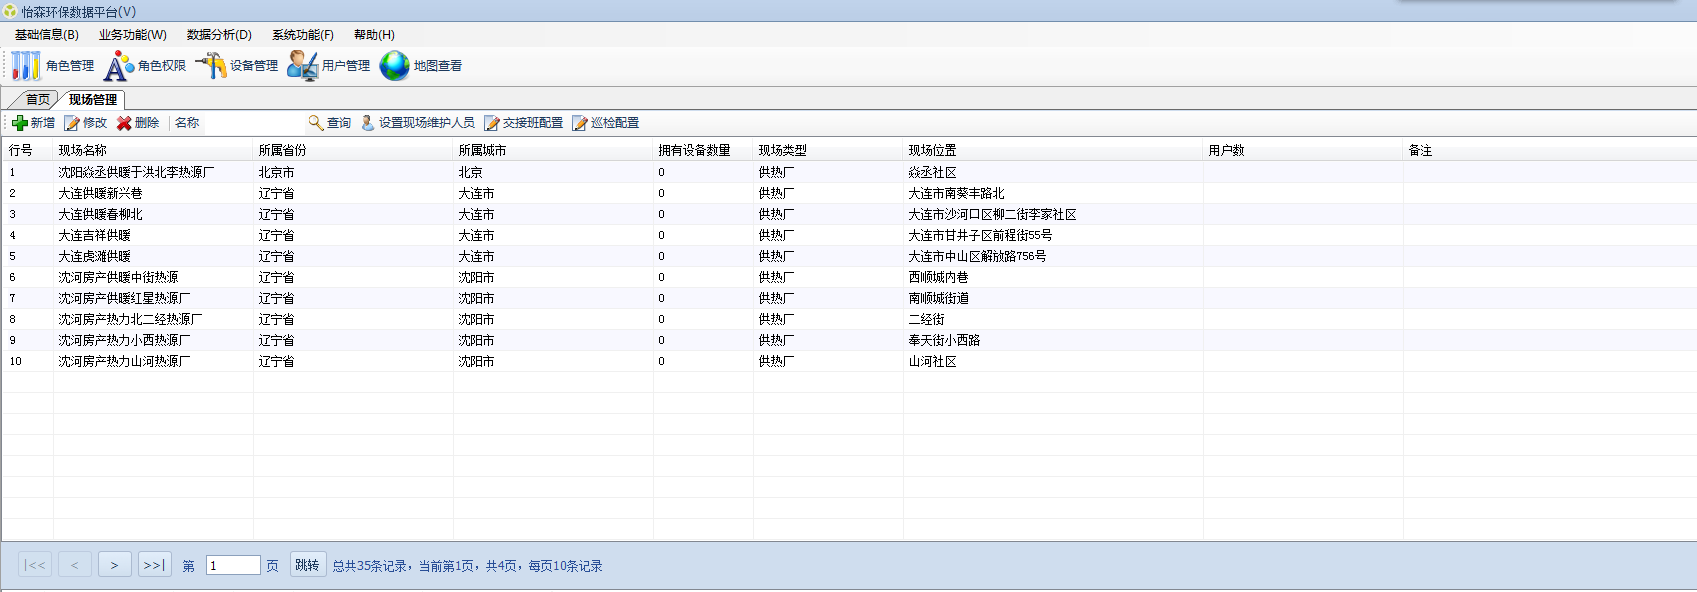 怡森环保数据平台(V)
基础信息(B) 业务功能(W) 数据分析(D) 系统功能(F) 帮助(H)
角色管理 角色权限 设备管理 用户管理 地图查看
首页 现场管理
新增 修改 删除 名称 查询 设置现场维护人员 交接班配置 巡检配置
行号 现场名称 所属省份 所属城市 拥有设备数量 现场类型 现场位置 用户数 备注
1 沈阳焱丞供暖于洪北李热源厂 北京市 北京 0 供热厂 焱丞社区
2 大连供暖新兴巷 辽宁省 大连市 0 供热厂 大连市南葵丰路北
3 大连供暖春柳北 辽宁省 大连市 0 供热厂 大连市沙河口区柳二街李家社区
4 大连吉祥供暖 辽宁省 大连市 0 供热厂 大连市甘井子区前程街55号
5 大连虎滩供暖 辽宁省 大连市 0 供热厂 大连市中山区解放路756号
6 沈河房产供暖中街热源 辽宁省 沈阳市 0 供热厂 西顺城内巷
7 沈河房产供暖红星热源厂 辽宁省 沈阳市 0 供热厂 南顺城街道
8 沈河房产热力北二经热源厂 辽宁省 沈阳市 0 供热厂 二经街
9 沈河房产热力小西热源厂 辽宁省 沈阳市 0 供热厂 奉天街小西路
10 沈河房产热力山河热源厂 辽宁省 沈阳市 0 供热厂 山河社区
|<< < > >>| 第 1 页 跳转 总共35条记录，当前第1页，共4页，每页10条记录